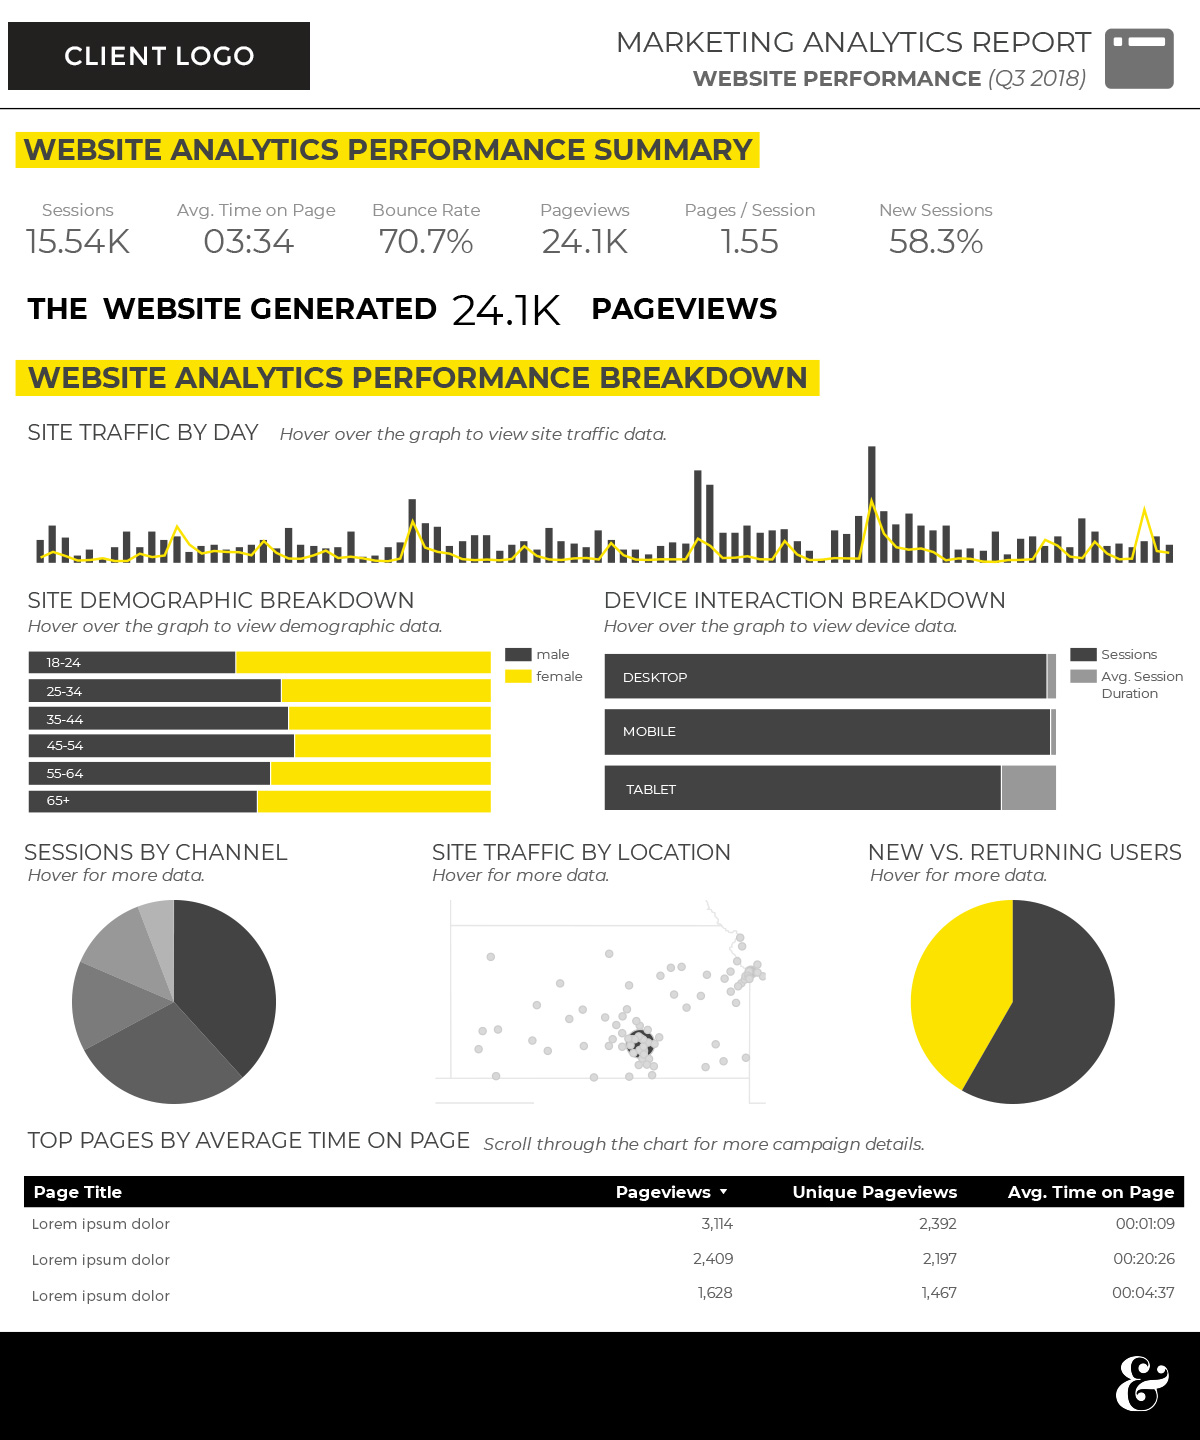 CLIENT LOGO
MARKETING ANALYTICS REPORT
WEBSITE PERFORMANCE (Q3 2018)
WEBSITE ANALYTICS PERFORMANCE SUMMARY
Sessions Avg. Time on Page Bounce Rate Pageviews Pages / Session New Sessions
15.54K 03:34 70.7% 24.1K 1.55 58.3%
THE WEBSITE GENERATED 24.1K PAGEVIEWS
WEBSITE ANALYTICS PERFORMANCE BREAKDOWN
SITE TRAFFIC BY DAY Hover over the graph to view site traffic data.
SITE DEMOGRAPHIC BREAKDOWN
Hover over the graph to view demographic data.
18-24
25-34
35-44
45-54
55-64
65+
male
female
DEVICE INTERACTION BREAKDOWN
Hover over the graph to view device data.
DESKTOP
MOBILE
TABLET
Sessions
Avg. Session
Duration
SESSIONS BY CHANNEL
Hover for more data.
SITE TRAFFIC BY LOCATION
Hover for more data.
NEW VS. RETURNING USERS
Hover for more data.
TOP PAGES BY AVERAGE TIME ON PAGE Scroll through the chart for more campaign details.
Page Title Pageviews Unique Pageviews Avg. Time on Page
Lorem ipsum dolor 3,114 2,392 00:01:09
Lorem ipsum dolor 2,409 2,197 00:20:26
Lorem ipsum dolor 1,628 1,467 00:04:37
&